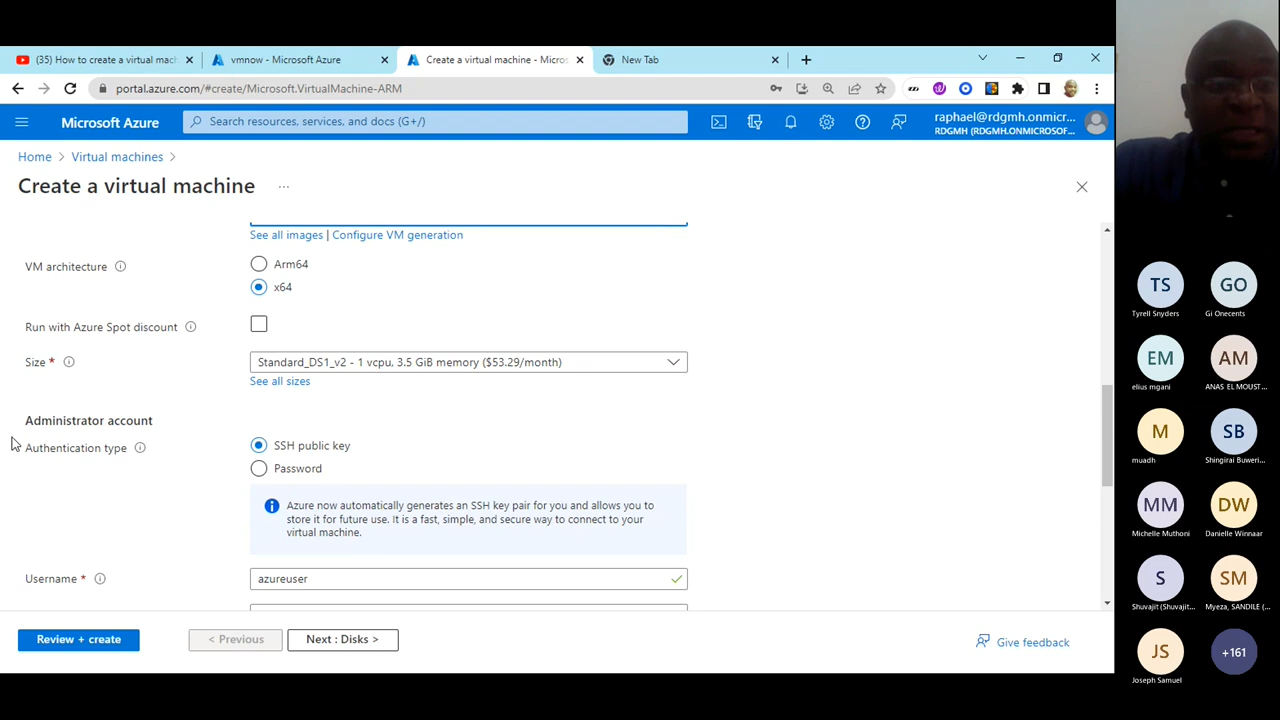 (35) How to create a virtual mach
vmnow - Microsoft Azure
Create a virtual machine - Micros
New Tab
portal.azure.com/#create/Microsoft.VirtualMachine-ARM
Microsoft Azure
Search resources, services, and docs (G+/)
raphael@rdgmh.onmicr...
RDGMH (RDGMH.ONMICROSOF...
Home > Virtual machines >
Create a virtual machine ...
See all images | Configure VM generation
VM architecture
Arm64
x64
Run with Azure Spot discount
Size *
Standard_DS1_v2 - 1 vcpu, 3.5 GiB memory ($53.29/month)
See all sizes
Administrator account
Authentication type
SSH public key
Password
Azure now automatically generates an SSH key pair for you and allows you to
store it for future use. It is a fast, simple, and secure way to connect to your
virtual machine.
Username *
azureuser
Review + create
< Previous
Next : Disks >
Give feedback
TS
Tyrell Snyders
GO
Gi Onecents
EM
elius mgani
AM
ANAS EL MOUST...
M
muadh
SB
Shingirai Buweri...
MM
Michelle Muthoni
DW
Danielle Winnaar
S
Shuvajit (Shuvajit...
SM
Myeza, SANDILE (...
JS
Joseph Samuel
+161